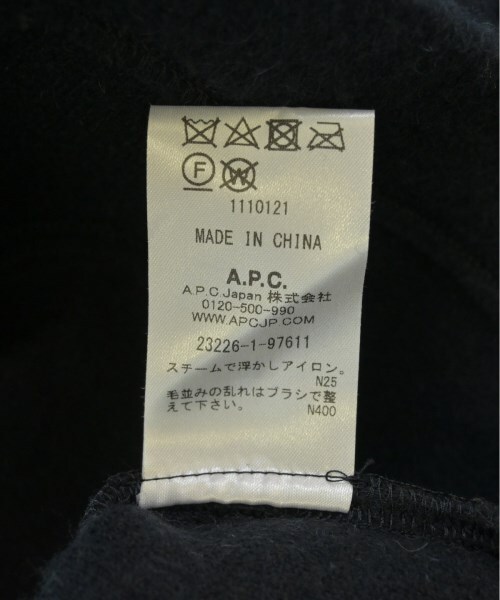 F W
1110121
MADE IN CHINA
A.P.C.
A.P.C.Japan 株式会社
0120-500-990
WWW.APCJP.COM
23226-1-97611
スチームで浮かしアイロン。
N25
毛並みの乱れはブラシで整
えて下さい。 N400